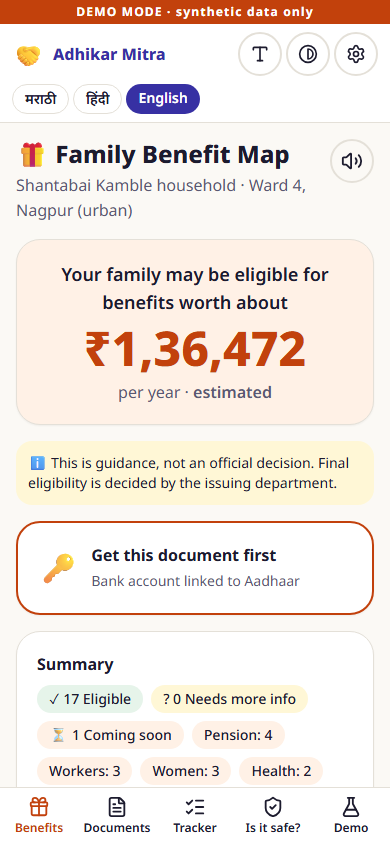 DEMO MODE · synthetic data only
Adhikar Mitra
मराठी हिंदी English
Family Benefit Map
Shantabai Kamble household · Ward 4,
Nagpur (urban)
Your family may be eligible for
benefits worth about
₹1,36,472
per year · estimated
This is guidance, not an official decision. Final
eligibility is decided by the issuing department.
Get this document first
Bank account linked to Aadhaar
Summary
✓ 17 Eligible ? 0 Needs more info
⏳ 1 Coming soon Pension: 4
Workers: 3 Women: 3 Health: 2
Benefits Documents Tracker Is it safe? Demo